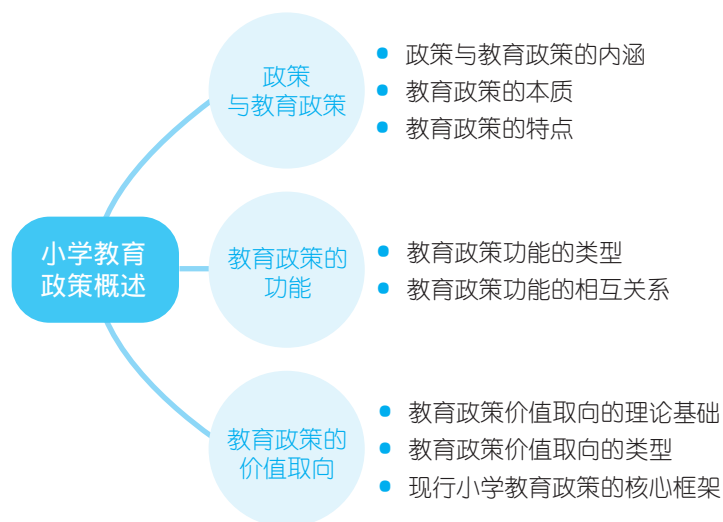 小学教育
政策概述
政策
与教育政策
政策与教育政策的内涵
教育政策的本质
教育政策的特点
教育政策的
功能
教育政策功能的类型
教育政策功能的相互关系
教育政策的
价值取向
教育政策价值取向的理论基础
教育政策价值取向的类型
现行小学教育政策的核心框架